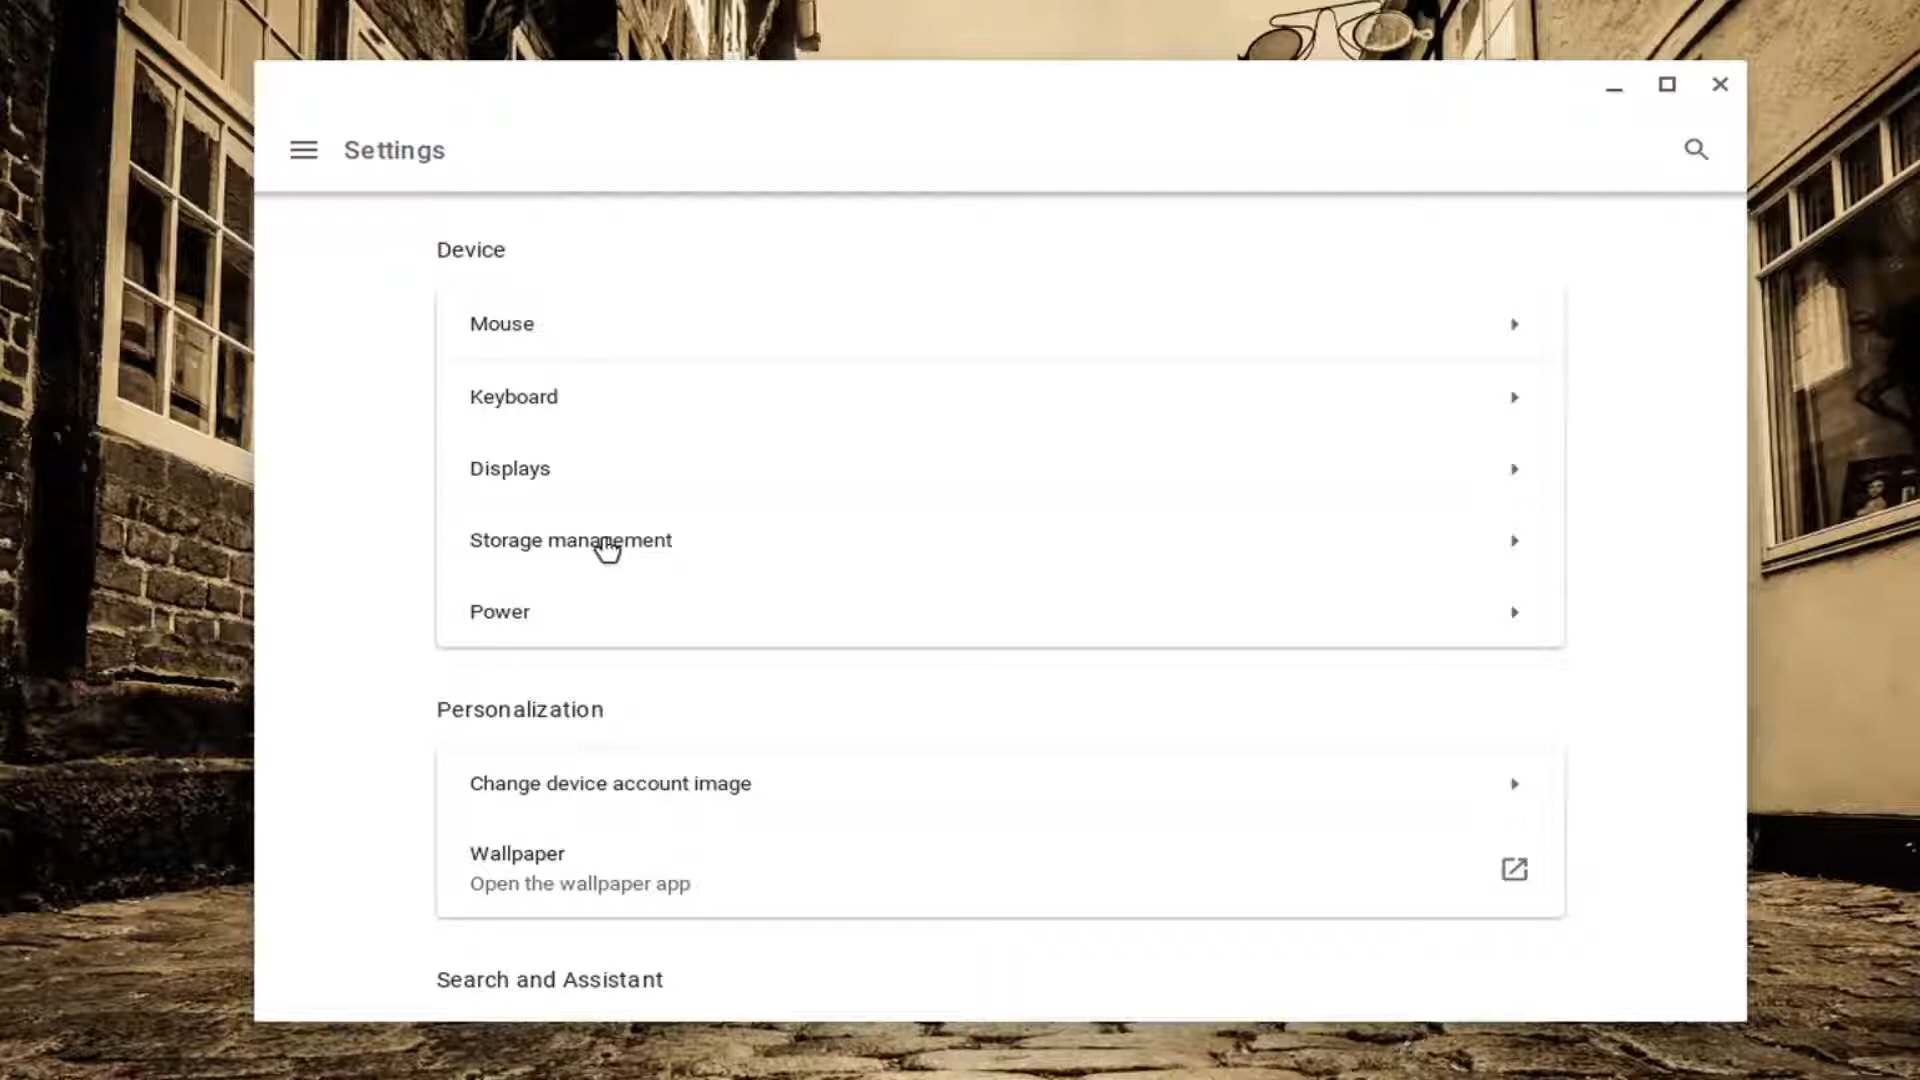 Settings
Device
Mouse
Keyboard
Displays
Storage management
Power
Personalization
Change device account image
Wallpaper
Open the wallpaper app
Search and Assistant